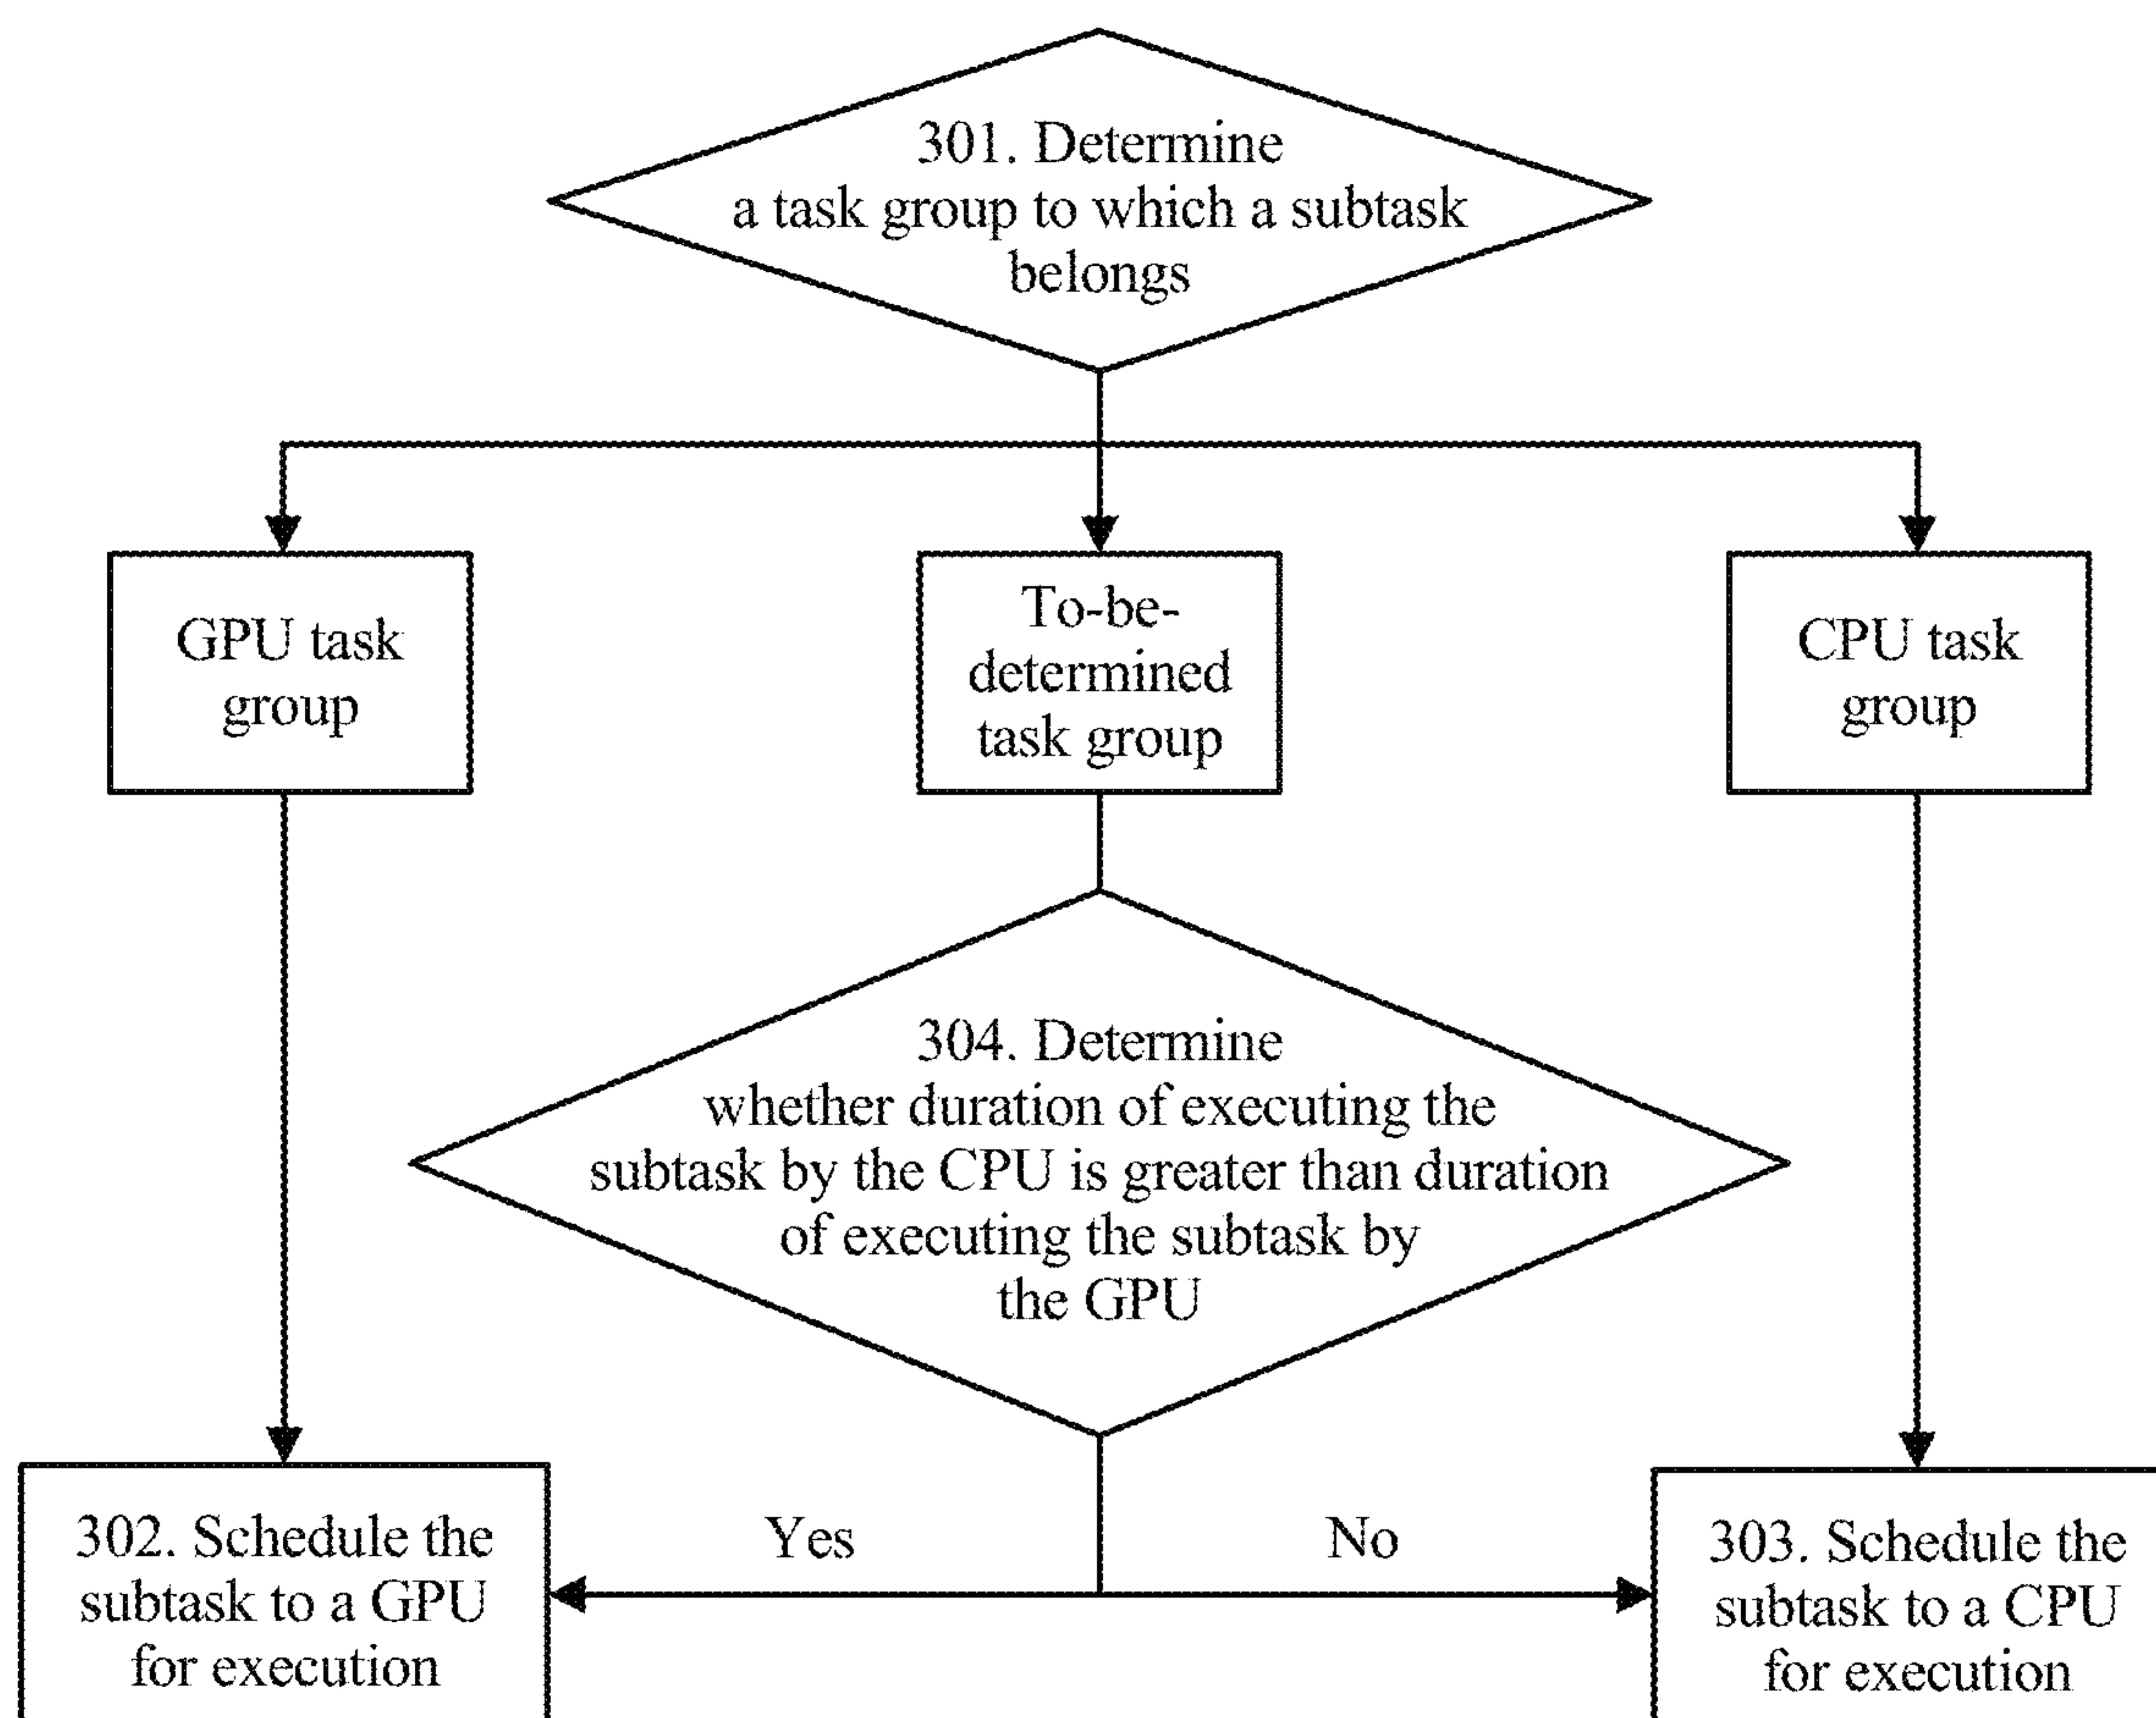 301. Determine
a task group to which a subtask
belongs
GPU task
group
To-be-
determined
task group
CPU task
group
304. Determine
whether duration of executing the
subtask by the CPU is greater than duration
of executing the subtask by
the GPU
Yes
No
302. Schedule the
subtask to a GPU
for execution
303. Schedule the
subtask to a CPU
for execution